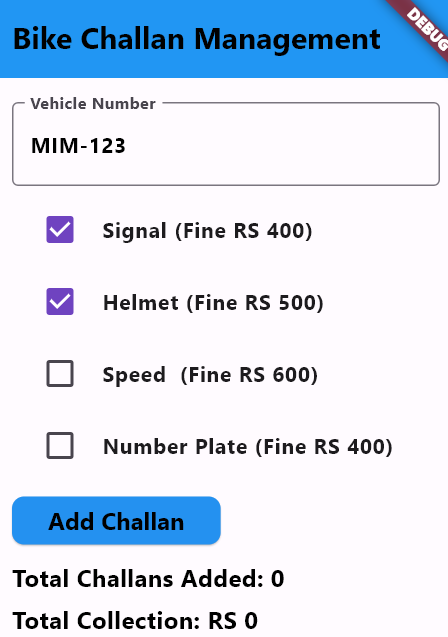 Bike Challan Management
DEBUG
Vehicle Number
MIM-123
Signal (Fine RS 400)
Helmet (Fine RS 500)
Speed  (Fine RS 600)
Number Plate (Fine RS 400)
Add Challan
Total Challans Added: 0
Total Collection: RS 0